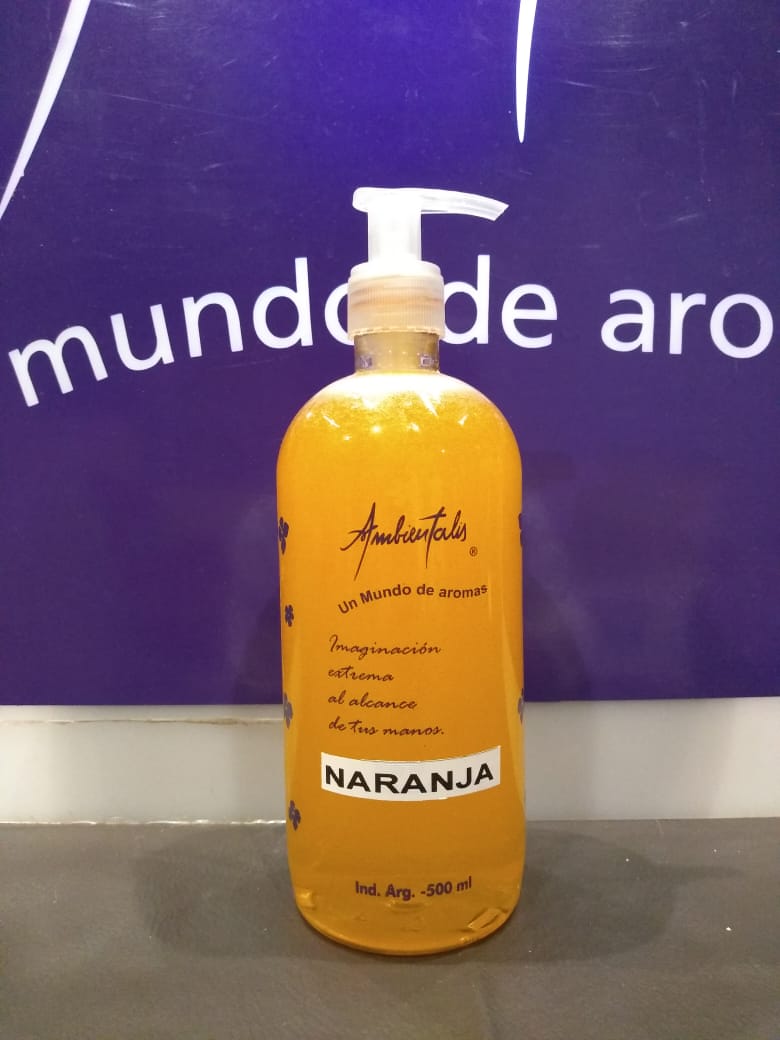 mundo de aro
Ambientalis
®
Un Mundo de aromas
Imaginación
extrema
al alcance
de tus manos.
NARANJA
Ind. Arg. -500 ml